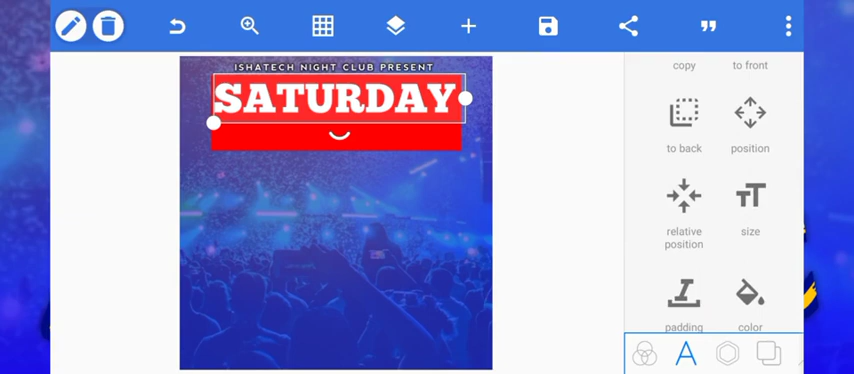 ISHATECH NIGHT CLUB PRESENT
SATURDAY
copy
to front
to back
position
relative position
size
padding
color